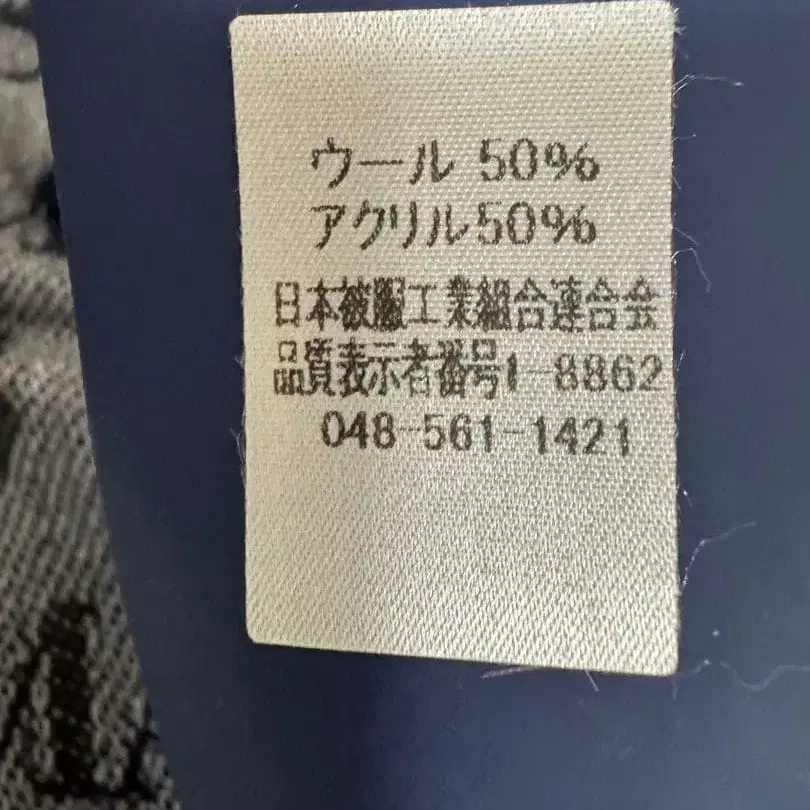 ウール 50%
アクリル50%
日本被服工業組合連合会
品質表示者番号1-8862
048-561-1421